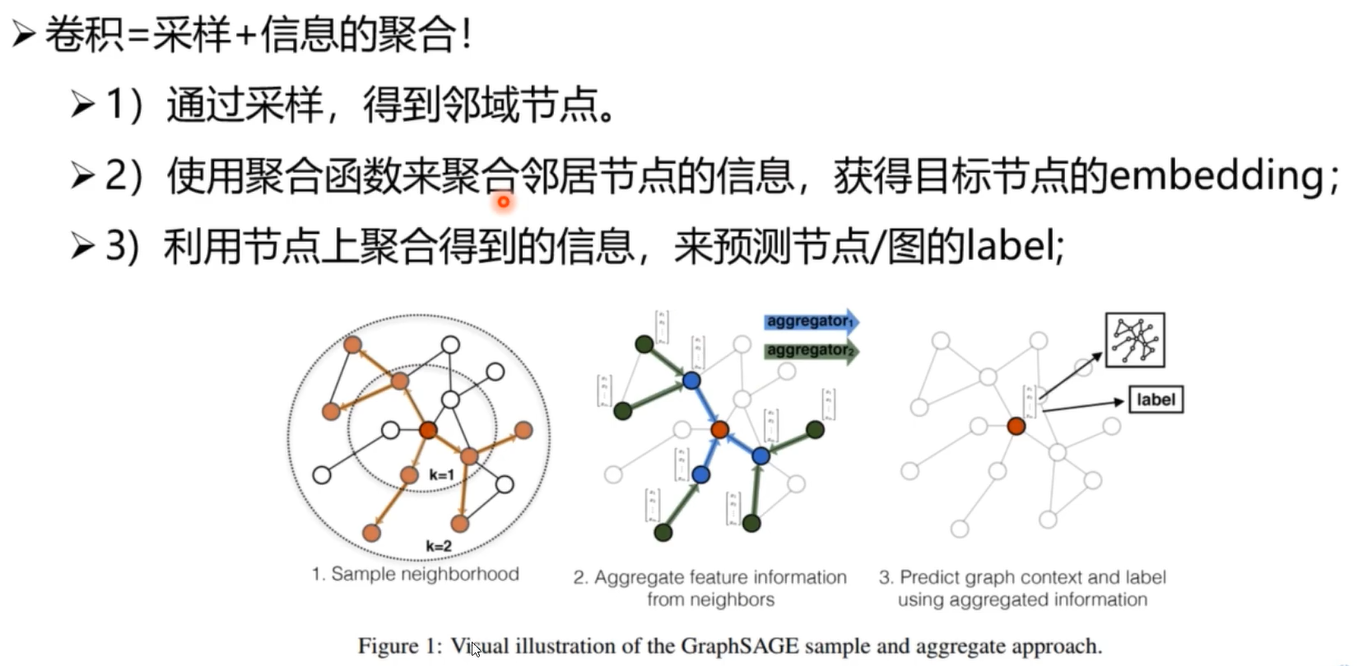 ➢ 卷积=采样+信息的聚合！
➢ 1）通过采样，得到邻域节点。
➢ 2）使用聚合函数来聚合邻居节点的信息，获得目标节点的embedding；
➢ 3）利用节点上聚合得到的信息，来预测节点/图的label;
aggregator₁
aggregator₂
label
k=1
k=2
1. Sample neighborhood
2. Aggregate feature information
from neighbors
3. Predict graph context and label
using aggregated information
Figure 1: Visual illustration of the GraphSAGE sample and aggregate approach.